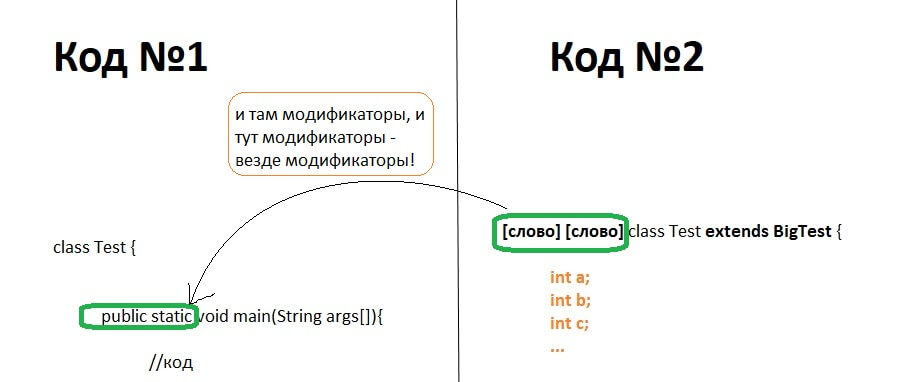 Код №1
и там модификаторы, и
тут модификаторы -
везде модификаторы!
class Test {
public static void main(String args[]){
//код
Код №2
[слово] [слово] class Test extends BigTest {
int a;
int b;
int c;
...